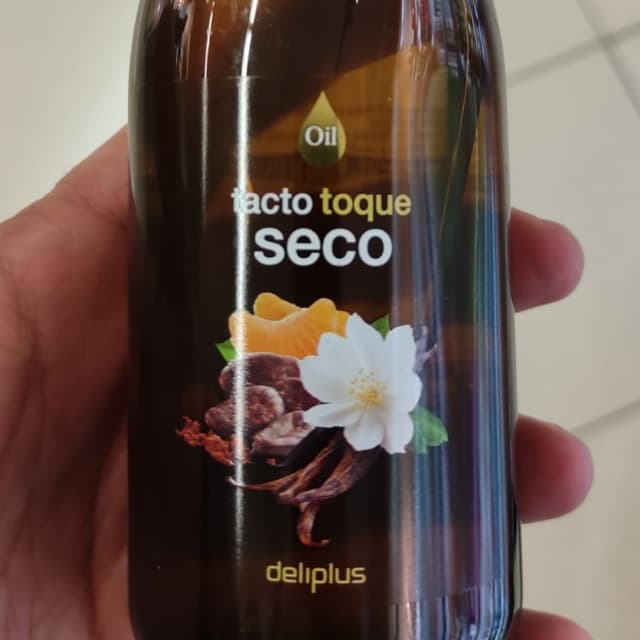 Oil
tacto toque
seco
deliplus